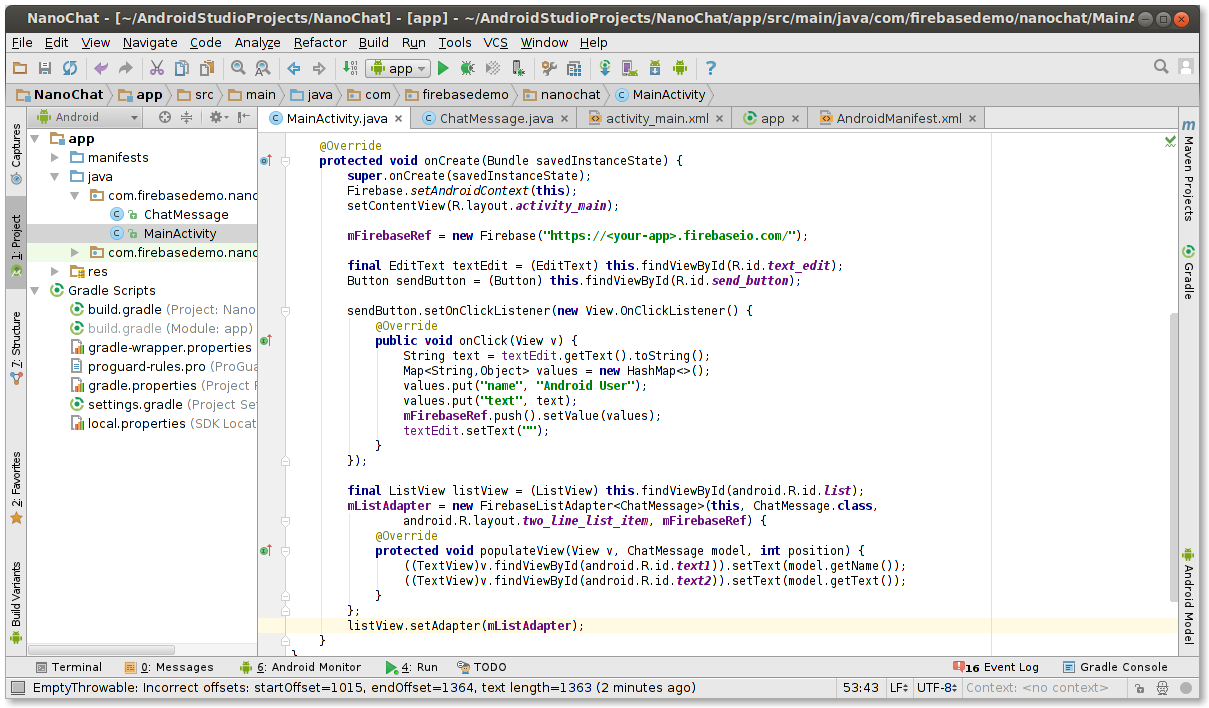 NanoChat - [~/AndroidStudioProjects/NanoChat] - [app] - ~/AndroidStudioProjects/NanoChat/app/src/main/java/com/firebasedemo/nanochat/MainA
File Edit View Navigate Code Analyze Refactor Build Run Tools VCS Window Help
app
NanoChat app src main java com firebasedemo nanochat MainActivity
Android
MainActivity.java ChatMessage.java activity_main.xml app AndroidManifest.xml
Captures
1: Project
7: Structure
2: Favorites
Build Variants
app
manifests
java
com.firebasedemo.nano
ChatMessage
MainActivity
com.firebasedemo.nano
res
Gradle Scripts
build.gradle (Project: Nano
build.gradle (Module: app)
gradle-wrapper.properties
proguard-rules.pro (ProGua
gradle.properties (Project P
settings.gradle (Project Set
local.properties (SDK Locat
@Override
protected void onCreate(Bundle savedInstanceState) {
super.onCreate(savedInstanceState);
Firebase.setAndroidContext(this);
setContentView(R.layout.activity_main);
mFirebaseRef = new Firebase("https://<your-app>.firebaseio.com/");
final EditText textEdit = (EditText) this.findViewById(R.id.text_edit);
Button sendButton = (Button) this.findViewById(R.id.send_button);
sendButton.setOnClickListener(new View.OnClickListener() {
@Override
public void onClick(View v) {
String text = textEdit.getText().toString();
Map<String,Object> values = new HashMap<>();
values.put("name", "Android User");
values.put("text", text);
mFirebaseRef.push().setValue(values);
textEdit.setText("");
}
});
final ListView listView = (ListView) this.findViewById(android.R.id.list);
mListAdapter = new FirebaseListAdapter<ChatMessage>(this, ChatMessage.class,
android.R.layout.two_line_list_item, mFirebaseRef) {
@Override
protected void populateView(View v, ChatMessage model, int position) {
((TextView)v.findViewById(android.R.id.text1)).setText(model.getName());
((TextView)v.findViewById(android.R.id.text2)).setText(model.getText());
}
};
listView.setAdapter(mListAdapter);
}
}
m
Maven Projects
Gradle
Android Model
Terminal 0: Messages 6: Android Monitor 4: Run TODO 16 Event Log Gradle Console
EmptyThrowable: Incorrect offsets: startOffset=1015, endOffset=1364, text length=1363 (2 minutes ago) 53:43 LF UTF-8 Context: <no context>